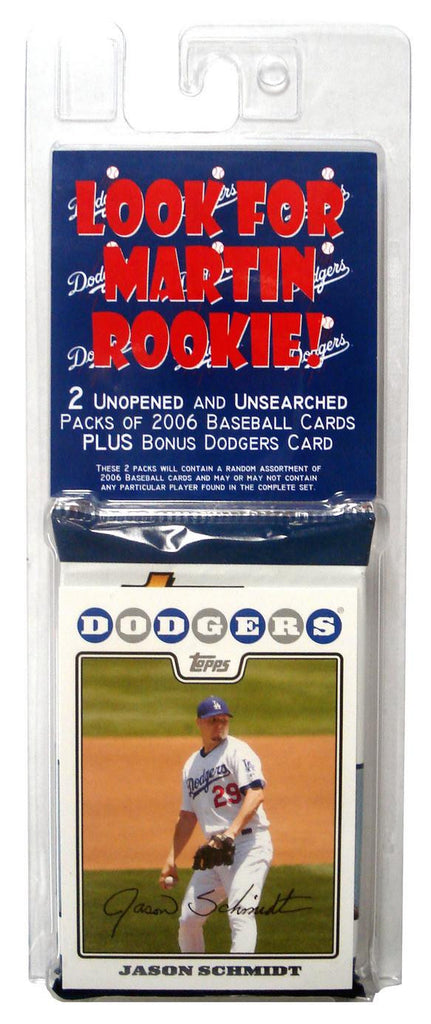 LOOK FOR
MARTIN
ROOKIE!
2 UNOPENED AND UNSEARCHED
PACKS OF 2006 BASEBALL CARDS
PLUS BONUS DODGERS CARD
THESE 2 PACKS WILL CONTAIN A RANDOM ASSORTMENT OF
2006 BASEBALL CARDS AND MAY OR MAY NOT CONTAIN
ANY PARTICULAR PLAYER FOUND IN THE COMPLETE SET.
DODGERS®
Topps
LA
Dodgers
29
Jason Schmidt
JASON SCHMIDT